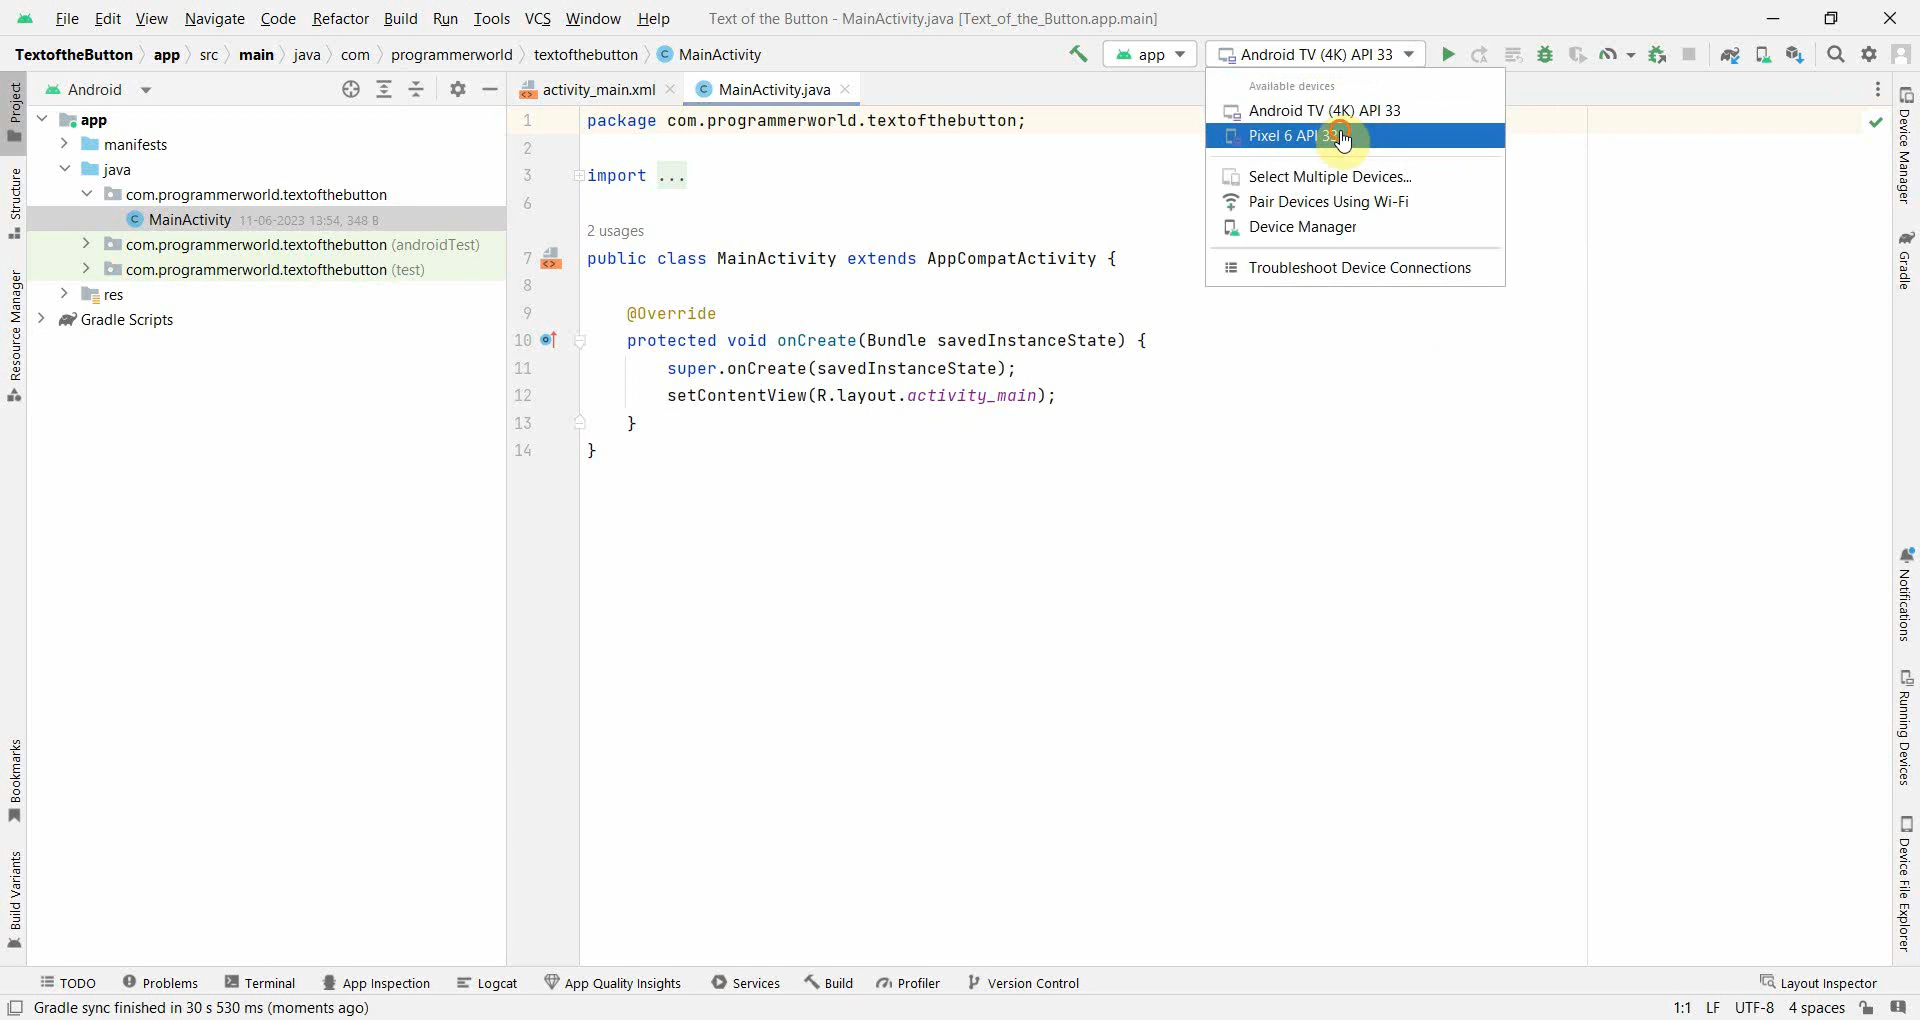 File Edit View Navigate Code Refactor Build Run Tools VCS Window Help Text of the Button - MainActivity.java [Text_of_the_Button.app.main]
TextoftheButton app src main java com programmerworld textofthebutton MainActivity app Android TV (4K) API 33
Android
activity_main.xml
MainActivity.java
Available devices
Android TV (4K) API 33
Pixel 6 API 33
Select Multiple Devices...
Pair Devices Using Wi-Fi
Device Manager
Troubleshoot Device Connections
app
manifests
java
com.programmerworld.textofthebutton
MainActivity 11-06-2023 13:54, 348 B
com.programmerworld.textofthebutton (androidTest)
com.programmerworld.textofthebutton (test)
res
Gradle Scripts
1 package com.programmerworld.textofthebutton;
2
3 import ...
6
2 usages
7 public class MainActivity extends AppCompatActivity {
8
9 @Override
10 protected void onCreate(Bundle savedInstanceState) {
11 super.onCreate(savedInstanceState);
12 setContentView(R.layout.activity_main);
13 }
14 }
Project
Structure
Resource Manager
Bookmarks
Build Variants
Device Manager
Gradle
Notifications
Running Devices
Device File Explorer
TODO Problems Terminal App Inspection Logcat App Quality Insights Services Build Profiler Version Control Layout Inspector
Gradle sync finished in 30 s 530 ms (moments ago) 1:1 LF UTF-8 4 spaces